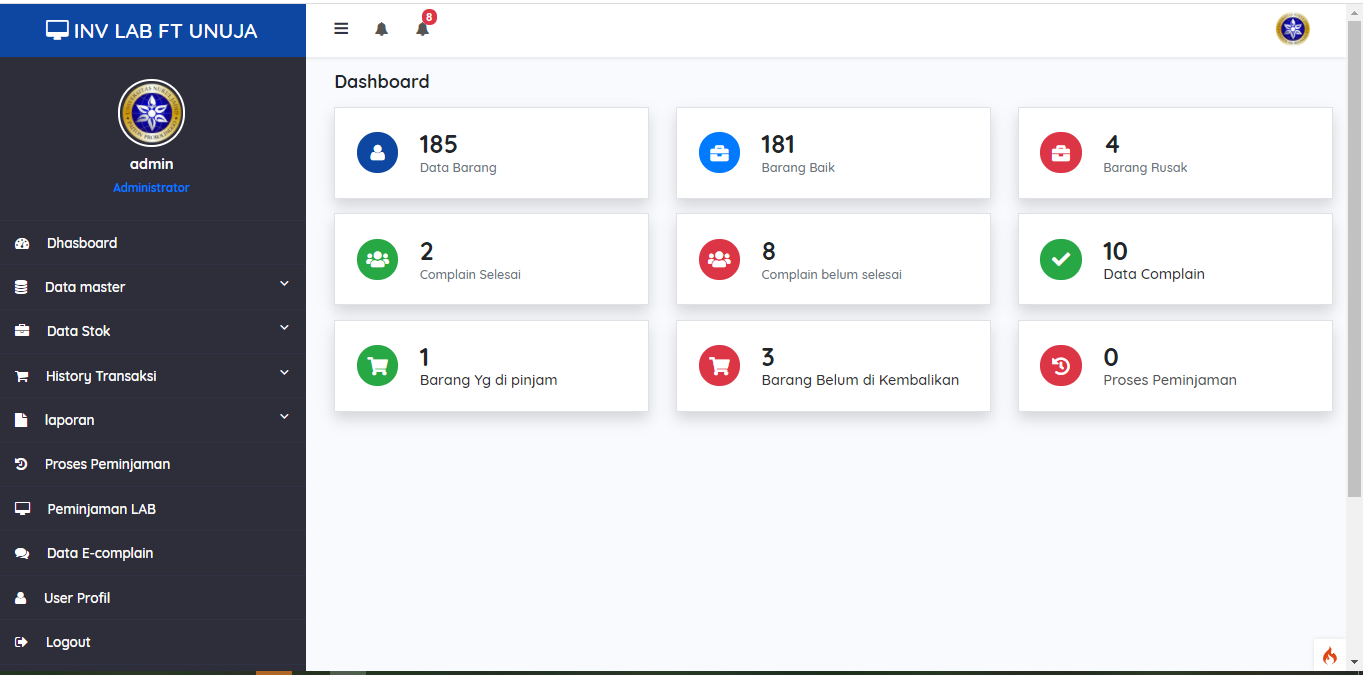 INV LAB FT UNUJA
8
admin
Administrator
Dhasboard
Data master
Data Stok
History Transaksi
laporan
Proses Peminjaman
Peminjaman LAB
Data E-complain
User Profil
Logout
Dashboard
185
Data Barang
181
Barang Baik
4
Barang Rusak
2
Complain Selesai
8
Complain belum selesai
10
Data Complain
1
Barang Yg di pinjam
3
Barang Belum di Kembalikan
0
Proses Peminjaman